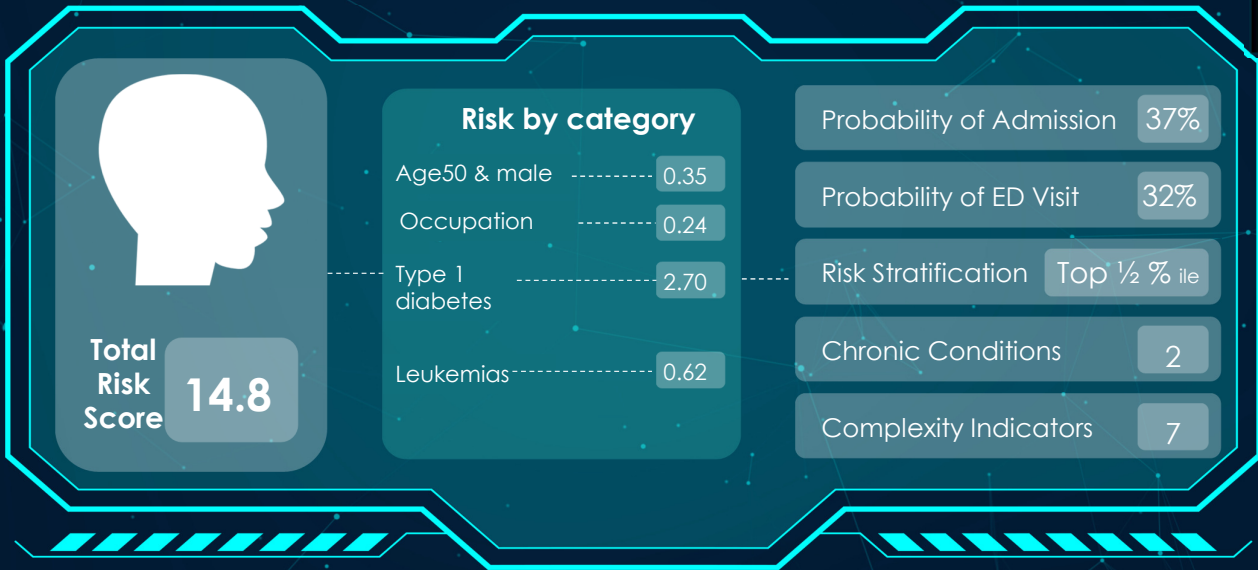 Total
Risk
Score
14.8
Risk by category
Age50 & male 0.35
Occupation 0.24
Type 1
diabetes
2.70
Leukemias 0.62
Probability of Admission 37%
Probability of ED Visit 32%
Risk Stratification Top ½ % ile
Chronic Conditions 2
Complexity Indicators 7